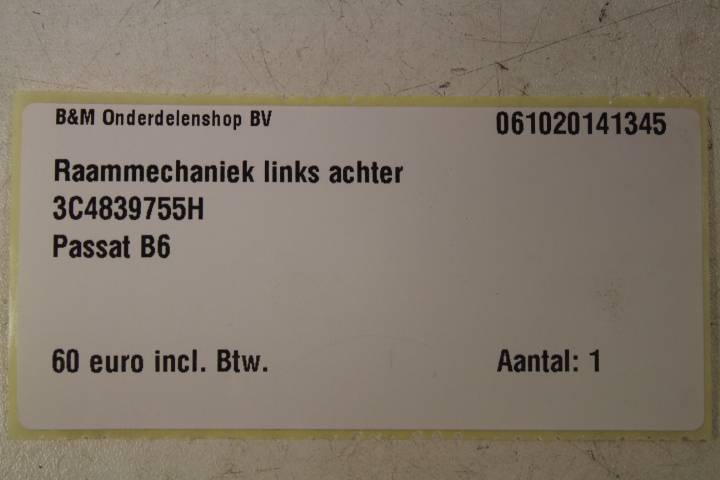 B&M Onderdelenshop BV 061020141345
Raammechaniek links achter
3C4839755H
Passat B6
60 euro incl. Btw. Aantal: 1